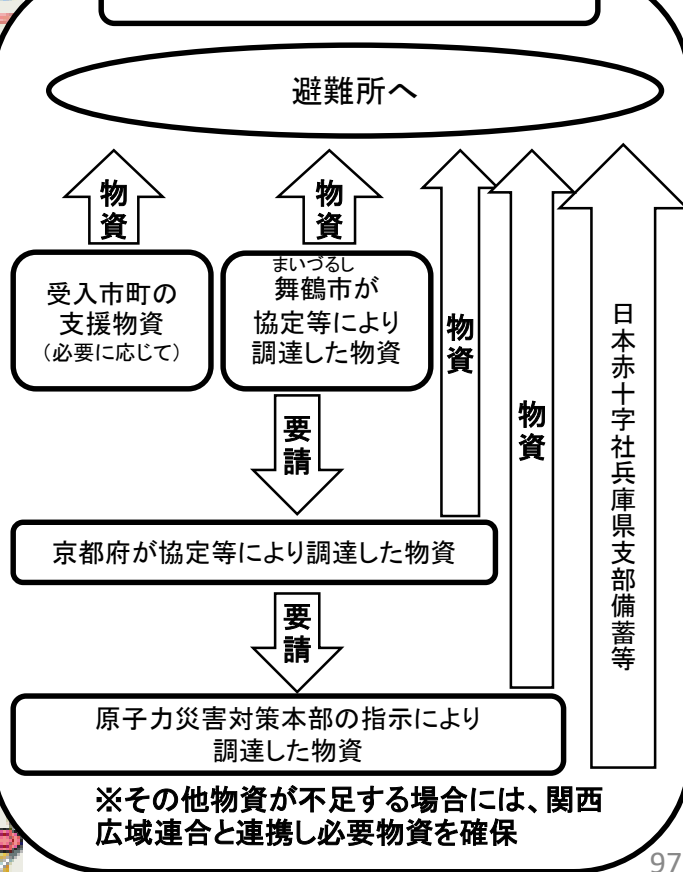 避難所へ
物
資
物
資
受入市町の
支援物資
（必要に応じて）
まいづるし
舞鶴市が
協定等により
調達した物資
物
資
物
資
日本赤十字社兵庫県支部備蓄等
要
請
京都府が協定等により調達した物資
要
請
原子力災害対策本部の指示により
調達した物資
※その他物資が不足する場合には、関西
広域連合と連携し必要物資を確保
97